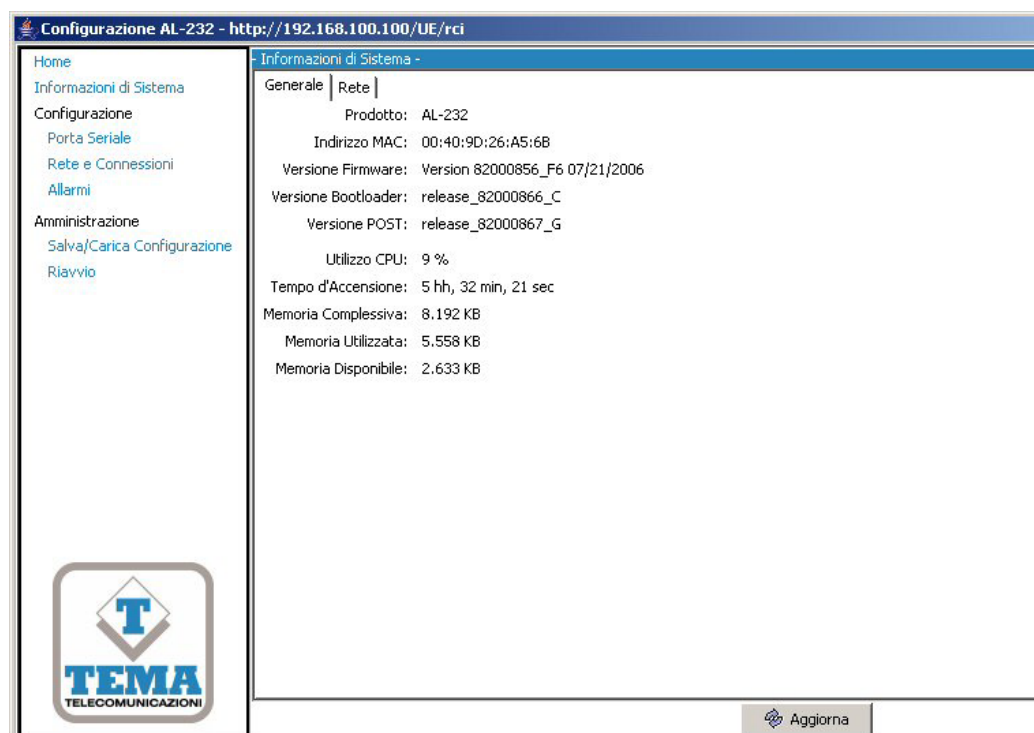 Configurazione AL-232 - http://192.168.100.100/UE/rci
Home
Informazioni di Sistema
Configurazione
Porta Seriale
Rete e Connessioni
Allarmi
Amministrazione
Salva/Carica Configurazione
Riavvio
T
TEMA
TELECOMUNICAZIONI
- Informazioni di Sistema -
Generale Rete
Prodotto: AL-232
Indirizzo MAC: 00:40:9D:26:A5:6B
Versione Firmware: Version 82000856_F6 07/21/2006
Versione Bootloader: release_82000866_C
Versione POST: release_82000867_G
Utilizzo CPU: 9 %
Tempo d'Accensione: 5 hh, 32 min, 21 sec
Memoria Complessiva: 8.192 KB
Memoria Utilizzata: 5.558 KB
Memoria Disponibile: 2.633 KB
Aggiorna